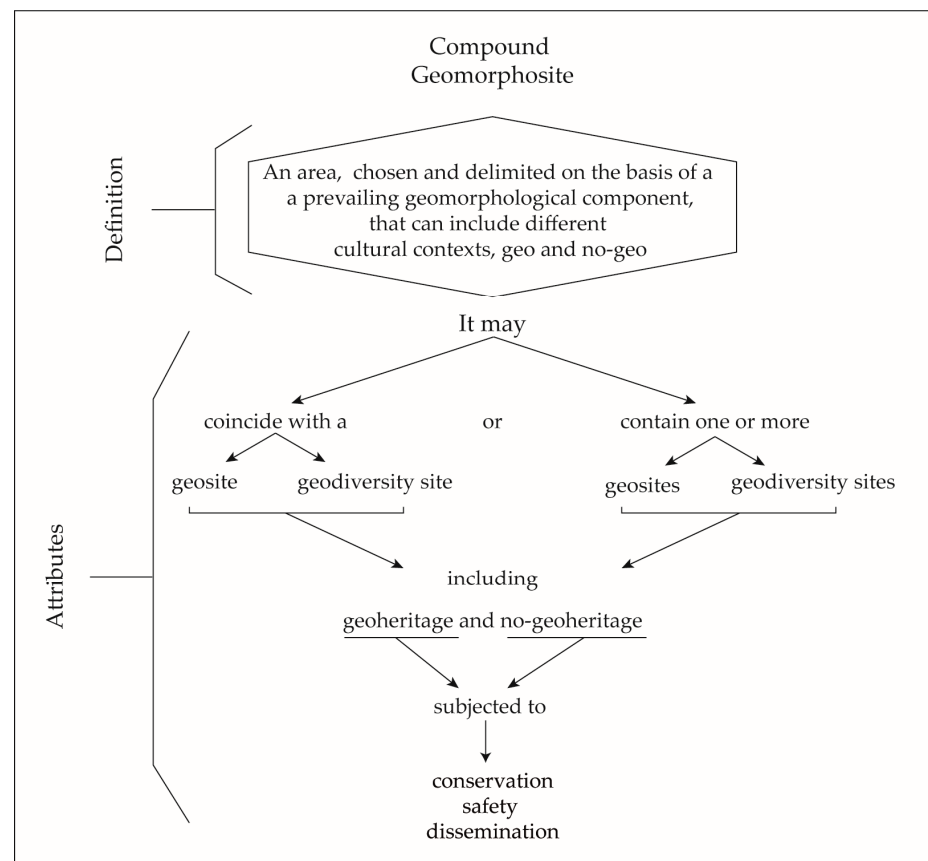 Compound
Geomorphosite
Definition
An area, chosen and delimited on the basis of a
a prevailing geomorphological component,
that can include different
cultural contexts, geo and no-geo
Attributes
It may
coincide with a or contain one or more
geosite geodiversity site geosites geodiversity sites
including
geoheritage and no-geoheritage
subjected to
conservation
safety
dissemination